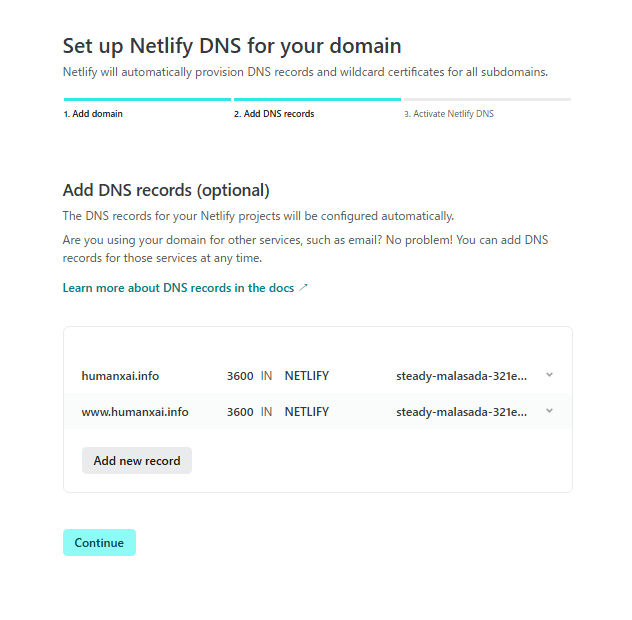 Set up Netlify DNS for your domain
Netlify will automatically provision DNS records and wildcard certificates for all subdomains.
1. Add domain
2. Add DNS records
3. Activate Netlify DNS
Add DNS records (optional)
The DNS records for your Netlify projects will be configured automatically.
Are you using your domain for other services, such as email? No problem! You can add DNS
records for those services at any time.
Learn more about DNS records in the docs ↗
humanxai.info 3600 IN NETLIFY steady-malasada-321e...
www.humanxai.info 3600 IN NETLIFY steady-malasada-321e...
Add new record
Continue